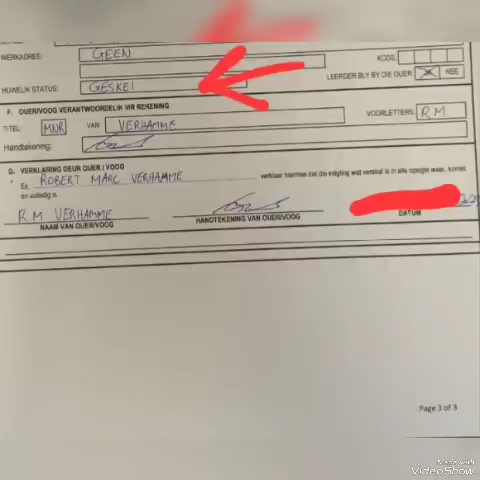 WERKADRES: GEEN
KODE:
HUWELIK STATUS: GESKEI LEERDER BLY BY DIE OUER NEE
F. OUER/VOOG VERANTWOORDELIK VIR REKENING
TITEL: MNR VAN VERHAMME VOORLETTERS: RM
Handtekening:
G. VERKLARING DEUR OUER / VOOG
Ek, ROBERT MARC VERHAMME verklaar hiermee dat die inligting wat verskaf is in alle opsigte waar, korrek
en volledig is.
R.M VERHAMME
NAAM VAN OUER/VOOG HANDTEKENING VAN OUER/VOOG DATUM
Page 3 of 3
Made with
VideoShow